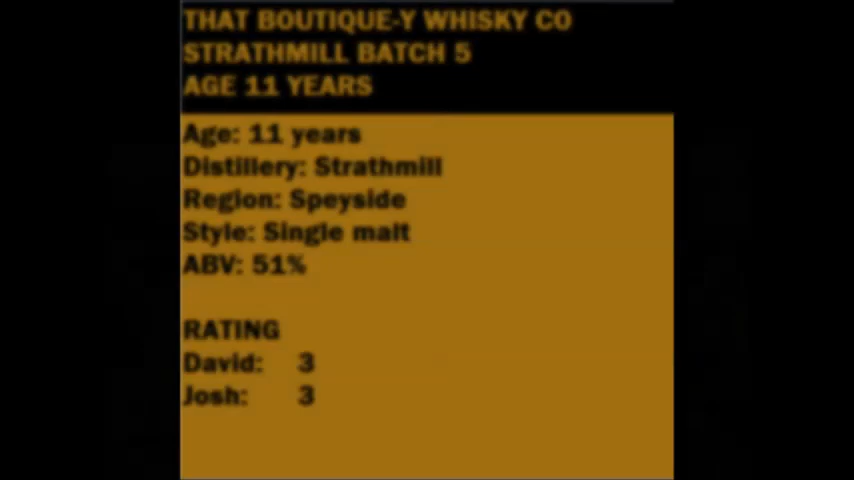 THAT BOUTIQUE-Y WHISKY CO
STRATHMILL BATCH 5
AGE 11 YEARS
Age: 11 years
Distillery: Strathmill
Region: Speyside
Style: Single malt
ABV: 51%
RATING
David: 3
Josh: 3